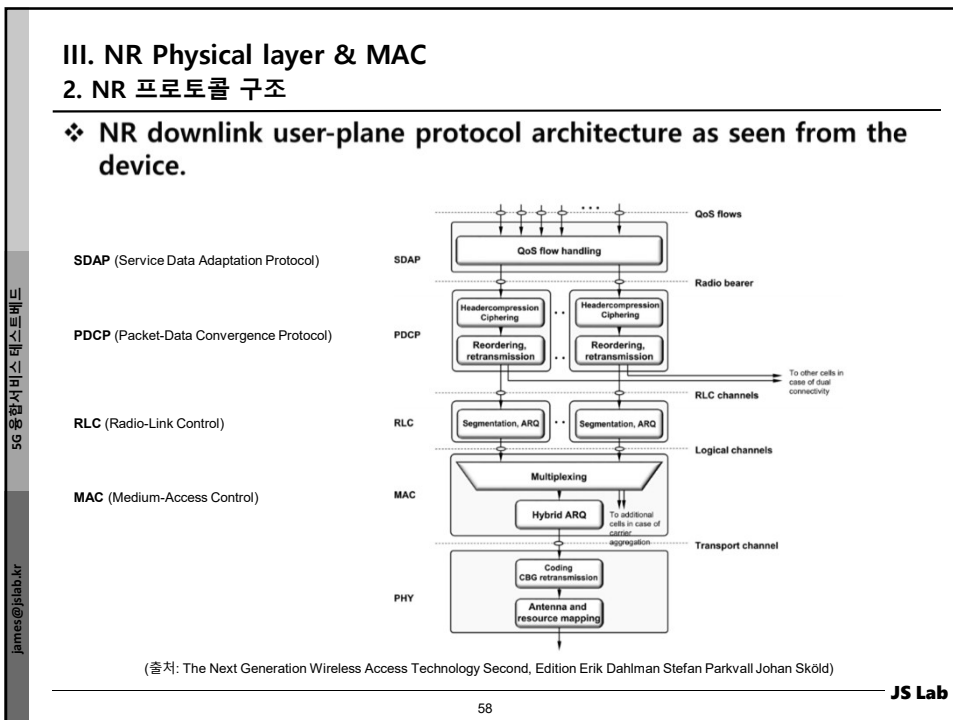 III. NR Physical layer & MAC
2. NR 프로토콜 구조
❖ NR downlink user-plane protocol architecture as seen from the
device.
QoS flows
SDAP (Service Data Adaptation Protocol)
SDAP
QoS flow handling
Radio bearer
PDCP (Packet-Data Convergence Protocol)
PDCP
Headercompression
Ciphering
Headercompression
Ciphering
Reordering,
retransmission
Reordering,
retransmission
To other cells in
case of dual
connectivity
RLC channels
RLC (Radio-Link Control)
RLC
Segmentation, ARQ
Segmentation, ARQ
Logical channels
MAC (Medium-Access Control)
MAC
Multiplexing
Hybrid ARQ
To additional
cells in case of
carrier
aggregation
Transport channel
PHY
Coding
CBG retransmission
Antenna and
resource mapping
(출처: The Next Generation Wireless Access Technology Second, Edition Erik Dahlman Stefan Parkvall Johan Sköld)
5G 융합서비스 테스트베드
james@jslab.kr
JS Lab
58